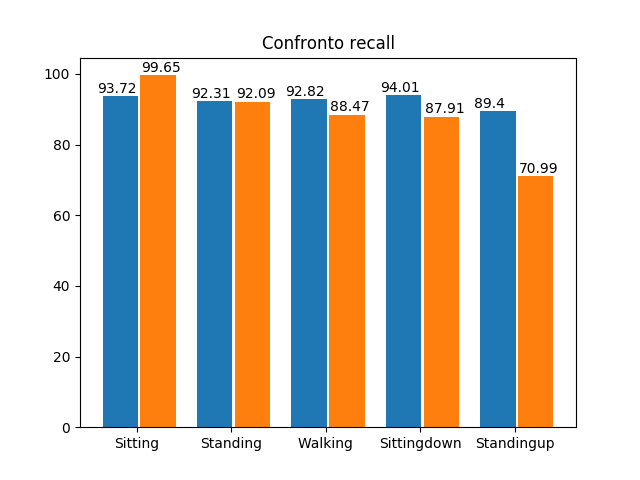 Confronto recall
100
80
60
40
20
0
93.72
99.65
92.31
92.09
92.82
88.47
94.01
87.91
89.4
70.99
Sitting
Standing
Walking
Sittingdown
Standingup